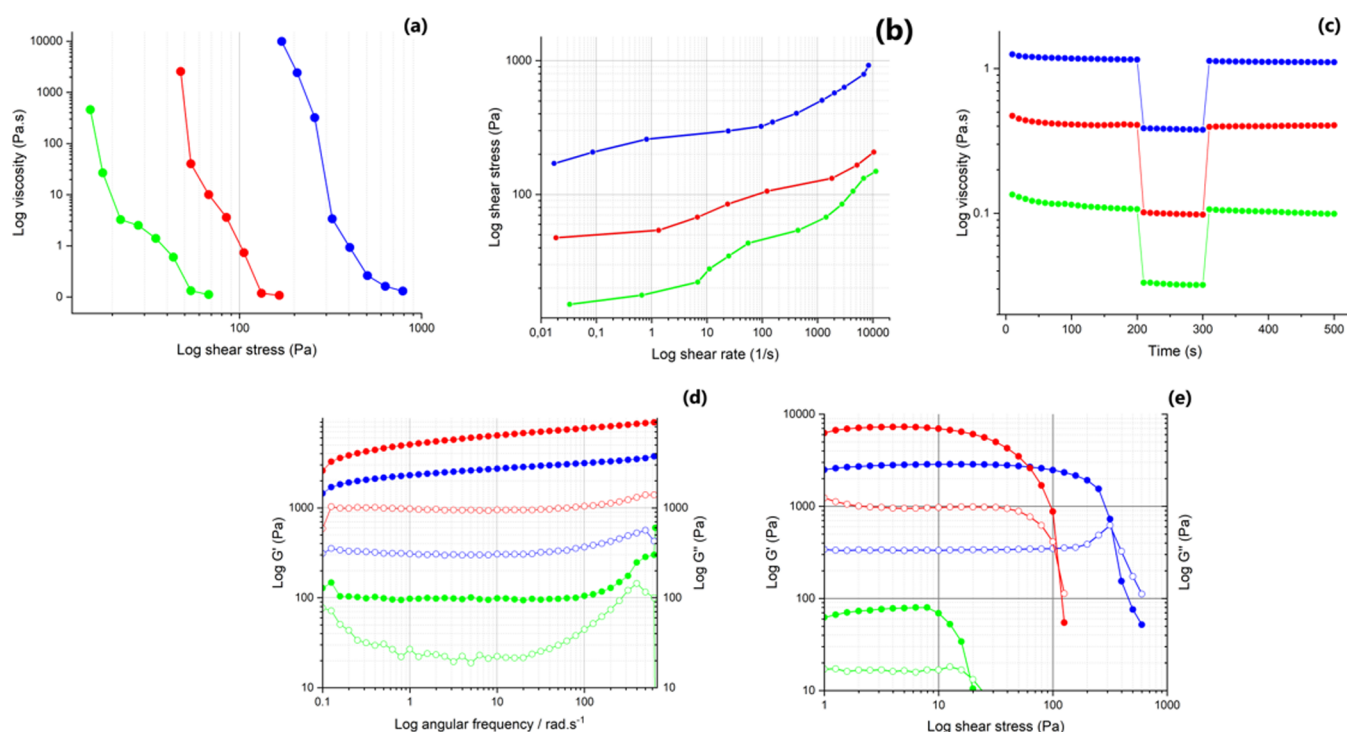 (a)
Log viscosity (Pa.s)
10000
1000
100
10
1
0
100
1000
Log shear stress (Pa)
(b)
Log shear stress (Pa)
1000
100
0,01
0,1
1
10
100
1000
10000
Log shear rate (1/s)
(c)
Log viscosity (Pa.s)
1
0.1
0
100
200
300
400
500
Time (s)
(d)
Log G' (Pa)
1000
100
10
0.1
1
10
100
Log angular frequency / rad.s-1
1000
100
10
Log G'' (Pa)
(e)
Log G' (Pa)
10000
1000
100
10
1
10
100
1000
Log shear stress (Pa)
Log G'' (Pa)